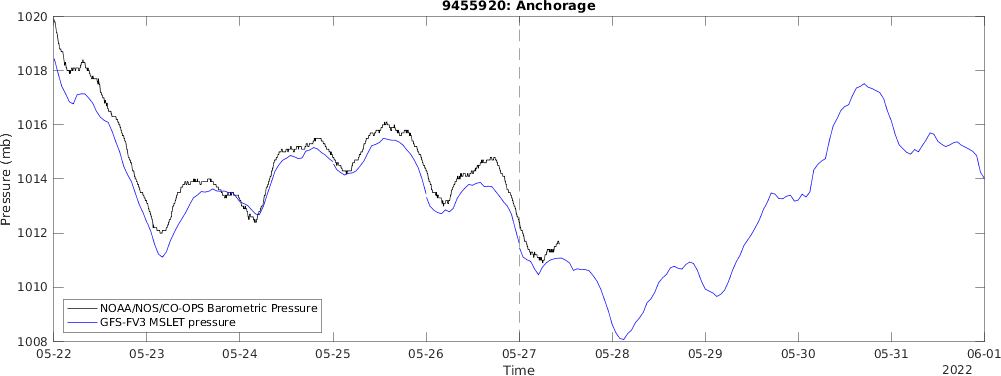 9455920: Anchorage
Pressure (mb)
1020
1018
1016
1014
1012
1010
1008
NOAA/NOS/CO-OPS Barometric Pressure
GFS-FV3 MSLET pressure
05-22 05-23 05-24 05-25 05-26 05-27 05-28 05-29 05-30 05-31 06-01
Time
2022